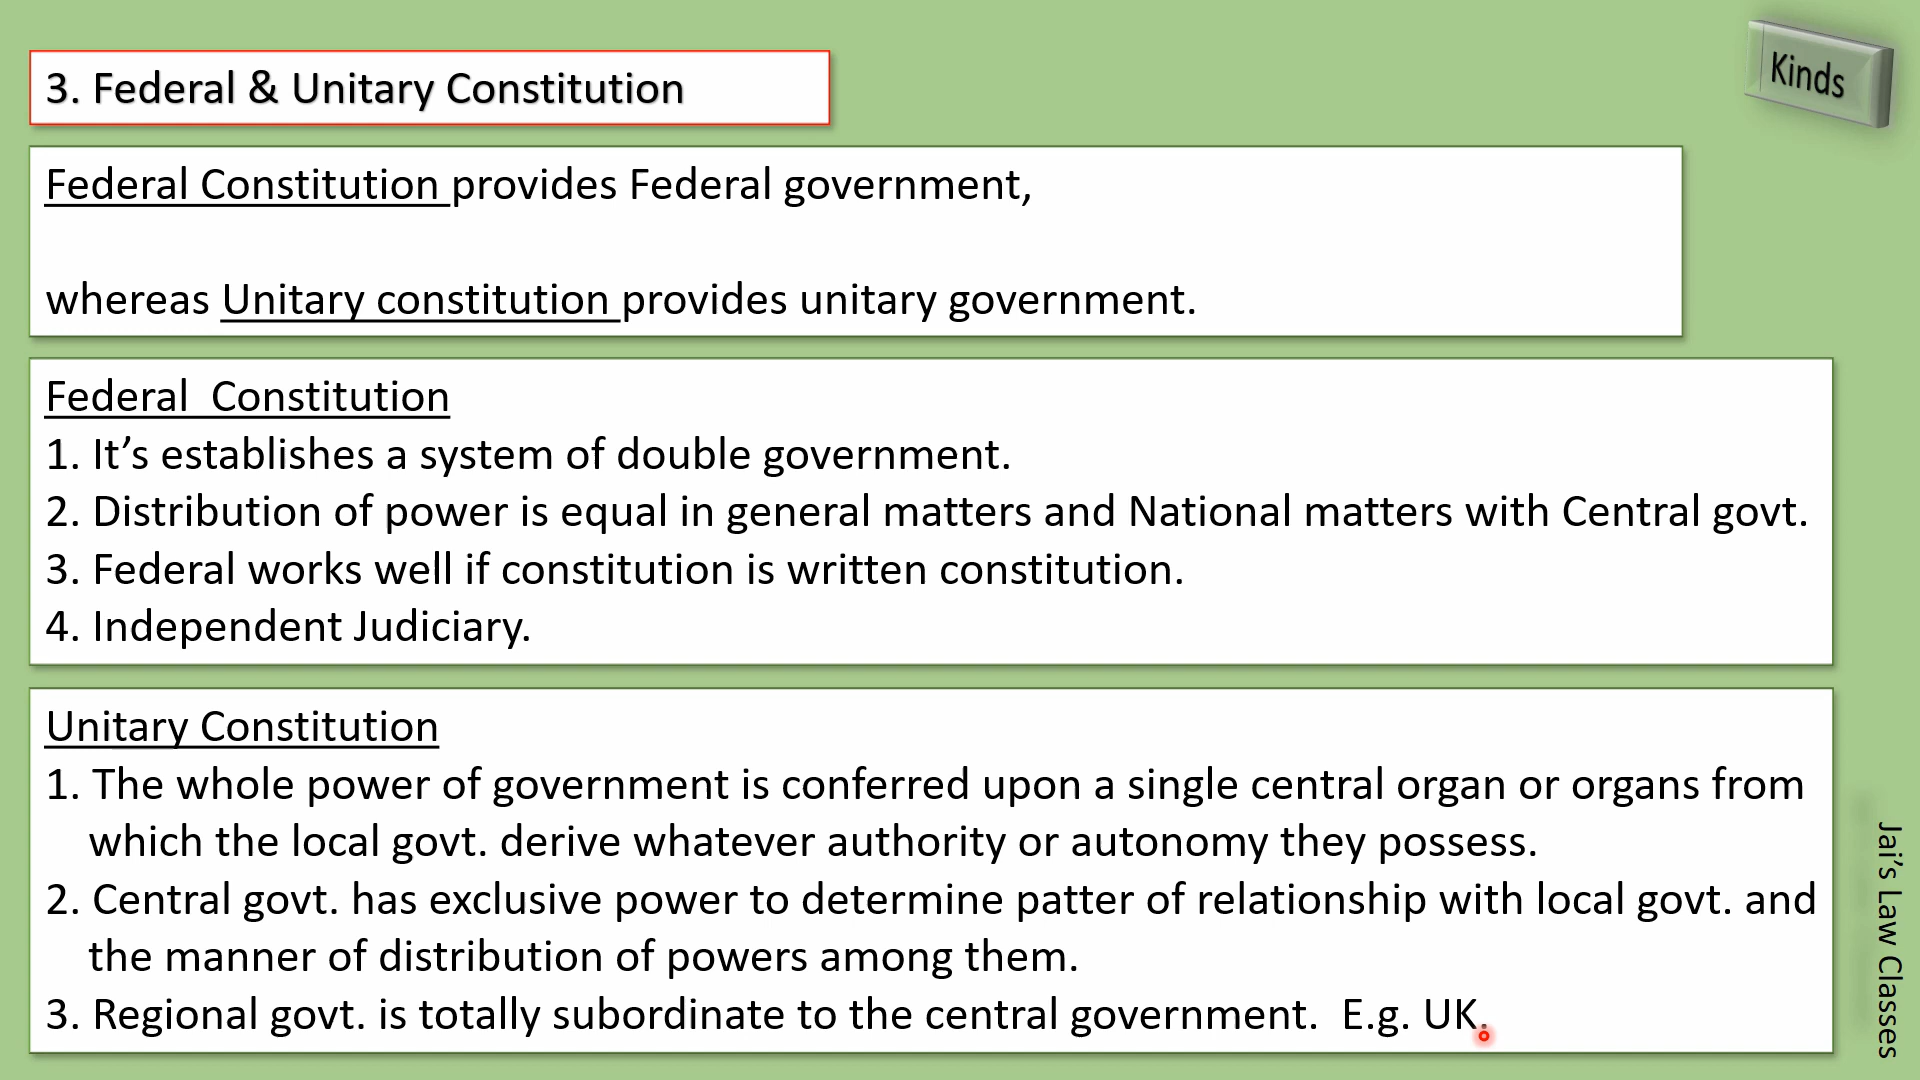 Kinds
3. Federal & Unitary Constitution
Federal Constitution provides Federal government,
whereas Unitary constitution provides unitary government.
Federal  Constitution
1. It’s establishes a system of double government.
2. Distribution of power is equal in general matters and National matters with Central govt.
3. Federal works well if constitution is written constitution.
4. Independent Judiciary.
Unitary Constitution
1. The whole power of government is conferred upon a single central organ or organs from
which the local govt. derive whatever authority or autonomy they possess.
2. Central govt. has exclusive power to determine patter of relationship with local govt. and
the manner of distribution of powers among them.
3. Regional govt. is totally subordinate to the central government.  E.g. UK.
Jai’s Law Classes